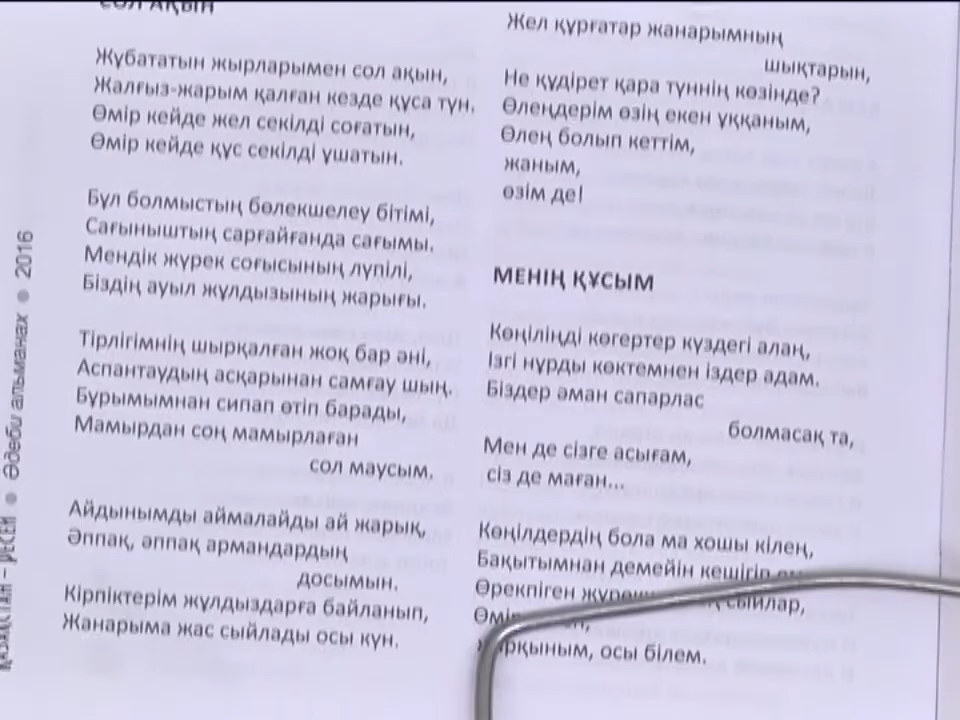 СОЛ АҚЫН
Жұбататын жырларымен сол ақын,
Жалғыз-жарым қалған кезде құса түн.
Өмір кейде жел секілді соғатын,
Өмір кейде құс секілді ұшатын.
Бұл болмыстың бөлекшелеу бітімі,
Сағыныштың сарғайғанда сағымы.
Мендік жүрек соғысының лүпілі,
Біздің ауыл жұлдызының жарығы.
Тірлігімнің шырқалған жоқ бар әні,
Аспантаудың асқарынан самғау шың.
Бұрымымнан сипап өтіп барады,
Мамырдан соң мамырлаған
сол маусым.
Айдынымды аймалайды ай жарық,
Әппақ, әппақ армандардың
досымын.
Кірпіктерім жұлдыздарға байланып,
Жанарыма жас сыйлады осы күн.
Жел құрғатар жанарымның
шықтарын,
Не құдірет қара түннің көзінде?
Өлеңдерім өзің екен ұққаным,
Өлең болып кеттім,
жаным,
өзім де!
МЕНІҢ ҚҰСЫМ
Көңіліңді көгертер күздегі алаң,
Ізгі нұрды көктемнен іздер адам.
Біздер әман сапарлас
болмасақ та,
Мен де сізге асығам,
сіз де маған...
Көңілдердің бола ма хошы кілең,
Бақытымнан демейін кешігіп
Өрекпіген сыйлар,
осы білем.
ҚАЗАҚСТАН – РЕСЕЙ ● Әдеби альманах ● 2016